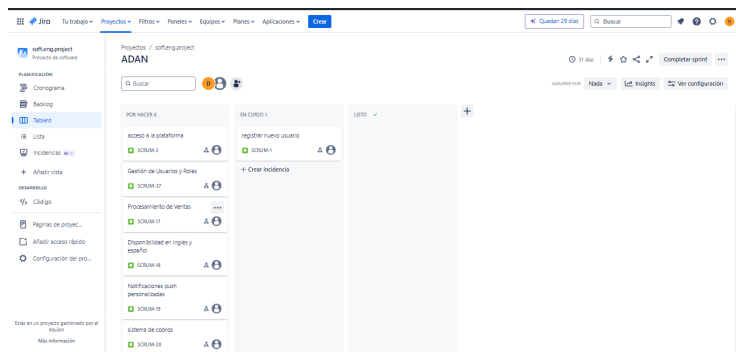 Jira
Tu trabajo
Proyectos
Filtros
Paneles
Equipos
Planes
Aplicaciones
Crear
Quedan 29 días
Buscar
soft.eng.project
Proyecto de software
PLANIFICACIÓN
Cronograma
Backlog
Tablero
Lista
Incidencias
Añadir vista
DESARROLLO
Código
Páginas de proyec...
Añadir acceso rápido
Configuración del pro...
Estás en un proyecto gestionado por el
equipo
Más información
Proyectos / soft.eng.project
ADAN
31 días
Completar sprint
Buscar
AGRUPAR POR
Nada
Insights
Ver configuración
POR HACER 6
acceso a la plataforma
SCRUM-2
Gestión de Usuarios y Roles
SCRUM-37
Procesamiento de Ventas
SCRUM-17
Disponibilidad en inglés y
español
SCRUM-18
Notificaciones push
personalizadas
SCRUM-19
sistema de cobros
SCRUM-20
EN CURSO 1
registrar nuevo usuario
SCRUM-1
+ Crear incidencia
LISTO